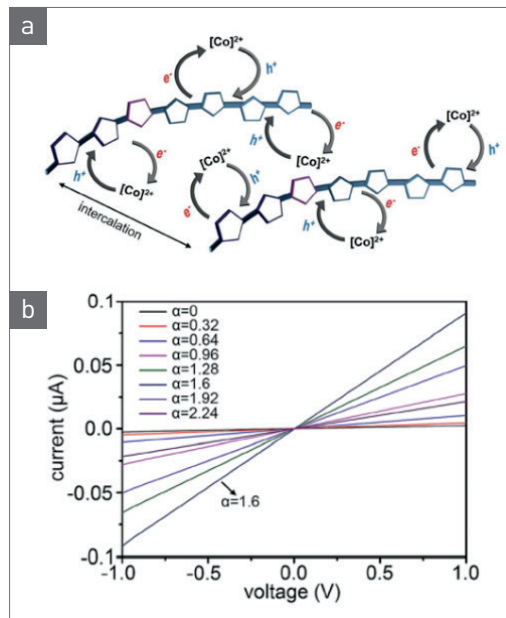 a
[Co]²⁺
e⁻
h⁺
[Co]²⁺
e⁻
h⁺
e⁻
h⁺
[Co]²⁺
e⁻
h⁺
[Co]²⁺
[Co]²⁺
e⁻
h⁺
[Co]²⁺
e⁻
h⁺
intercalation
b
0.1
0.05
0.0
-0.05
-0.1
current (µA)
α=0
α=0.32
α=0.64
α=0.96
α=1.28
α=1.6
α=1.92
α=2.24
α=1.6
-1.0 -0.5 0.0 0.5 1.0
voltage (V)